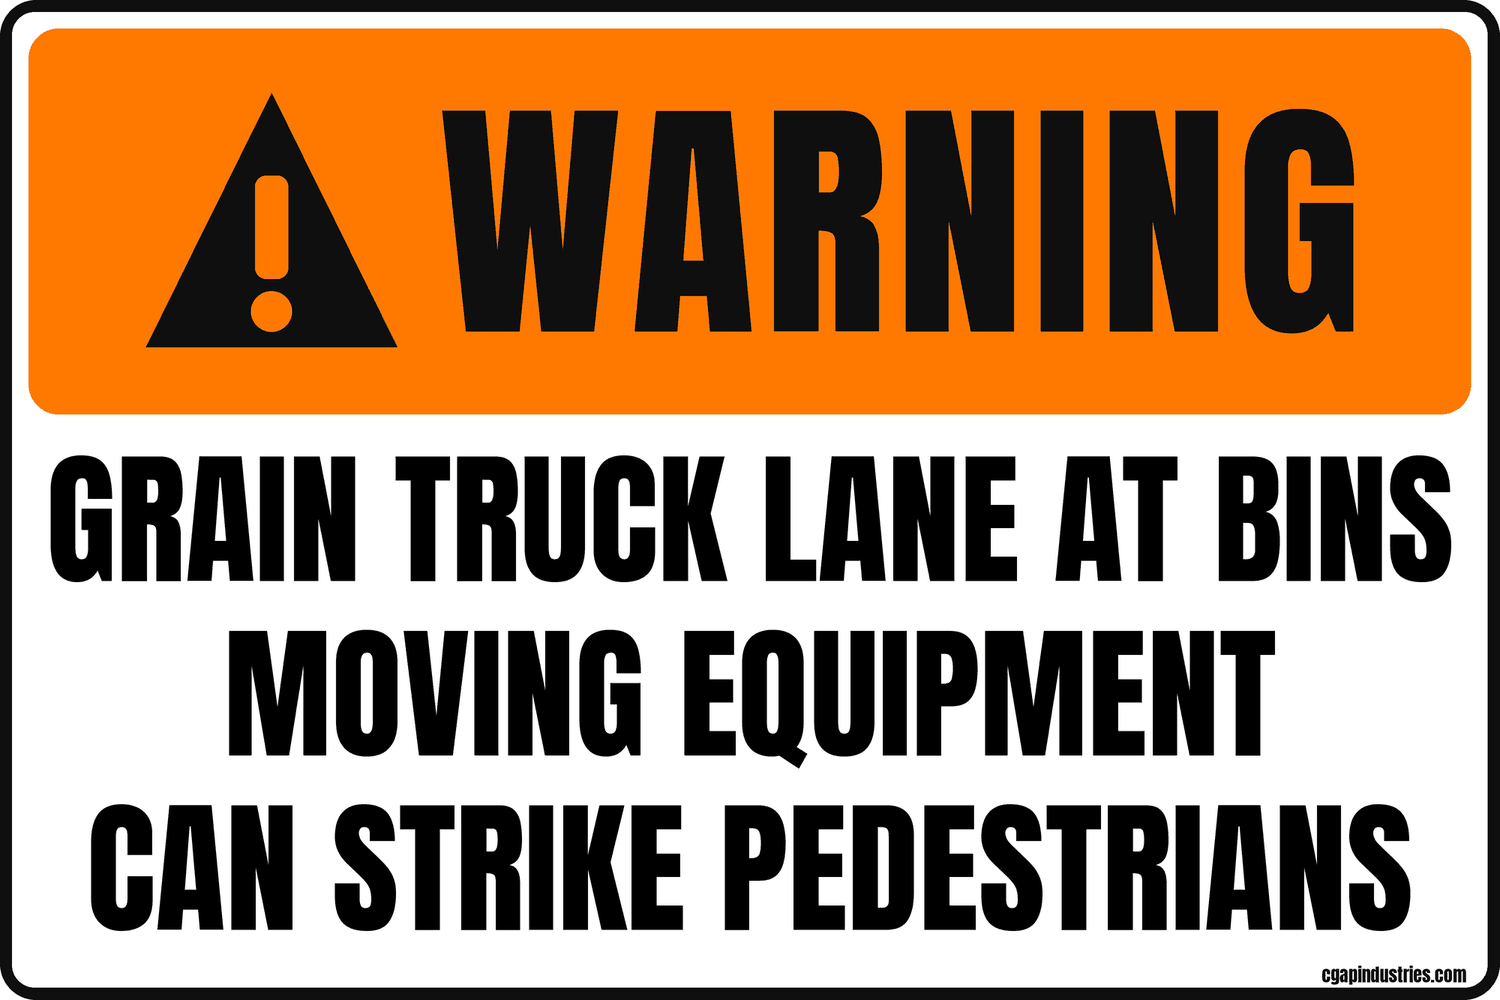 WARNING
GRAIN TRUCK LANE AT BINS
MOVING EQUIPMENT
CAN STRIKE PEDESTRIANS
cgapindustries.com